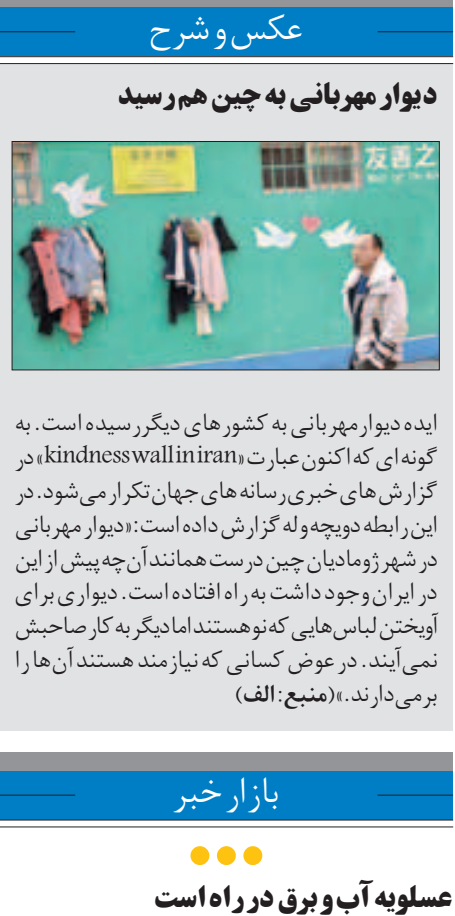 عکس و شرح
دیوار مهربانی به چین هم رسید
友善之
ایده دیوار مهربانی به کشورهای دیگر رسیده است. به
گونه‌ای که اکنون عبارت «kindness wall in iran» در
گزارش‌های خبری رسانه‌های جهان تکرار می‌شود. در
این رابطه دویچه‌وله گزارش داده است: «دیوار مهربانی
در شهر ژومادیان چین درست همانند آن چه پیش از این
در ایران وجود داشت به راه افتاده است. دیواری برای
آویختن لباس‌هایی که نو هستند اما دیگر به کار صاحبش
نمی‌آیند. در عوض کسانی که نیازمند هستند آن‌ها را
برمی‌دارند.» (منبع: الف)
بازار خبر
عسلویه آب و برق در راه است